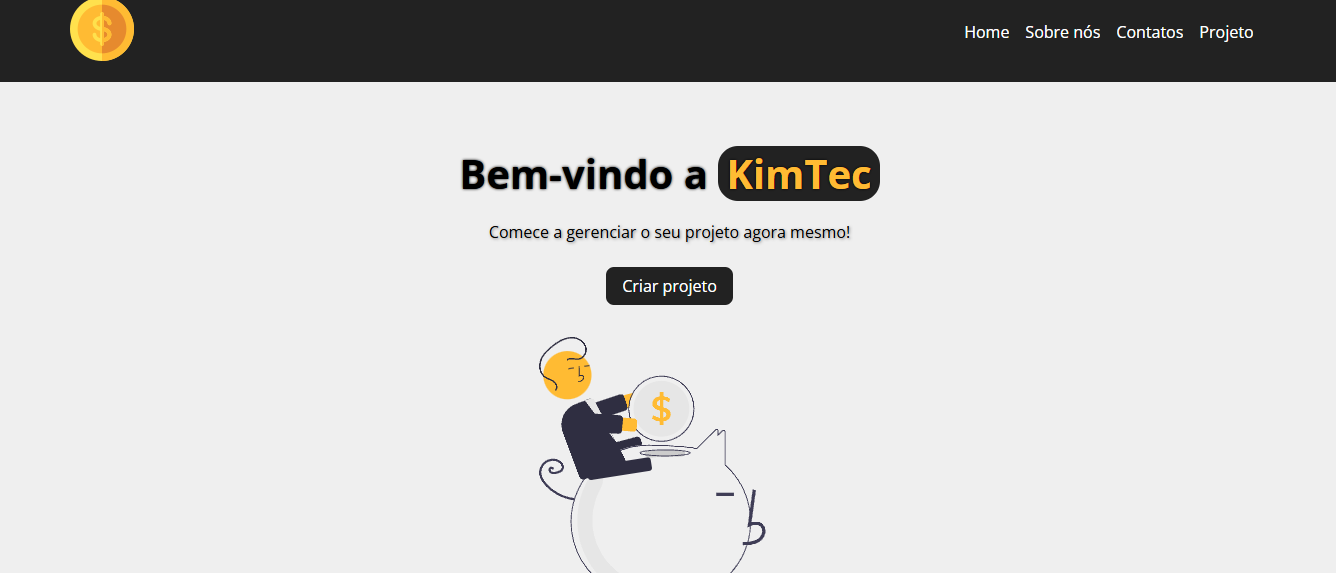 $
Home Sobre nós Contatos Projeto
Bem-vindo a KimTec
Comece a gerenciar o seu projeto agora mesmo!
Criar projeto
$